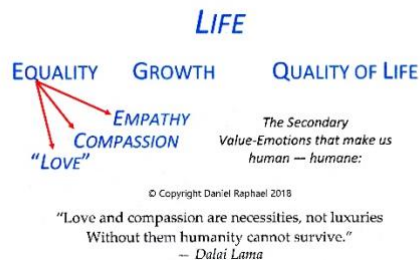 LIFE
EQUALITY GROWTH QUALITY OF LIFE
EMPATHY
COMPASSION
“LOVE”
The Secondary
Value-Emotions that make us
human — humane:
© Copyright Daniel Raphael 2018
“Love and compassion are necessities, not luxuries
Without them humanity cannot survive.”
— Dalai Lama